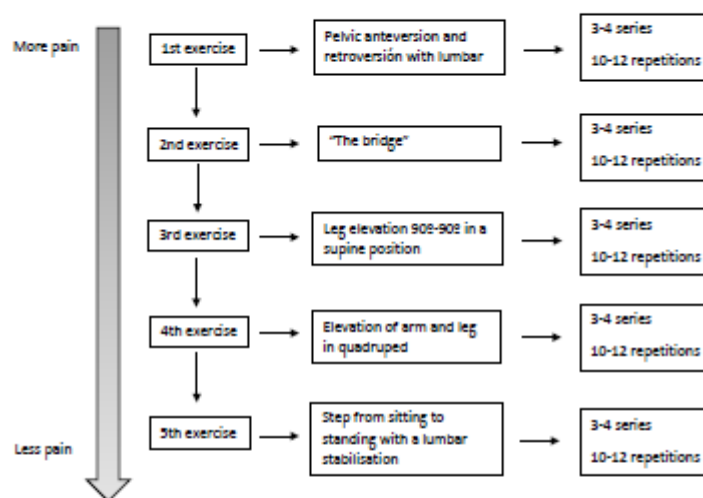 More pain
1st exercise
Pelvic anteversion and
retroversión with lumbar
3-4 series
10-12 repetitions
2nd exercise
"The bridge"
3-4 series
10-12 repetitions
3rd exercise
Leg elevation 90º-90º in a
supine position
3-4 series
10-12 repetitions
4th exercise
Elevation of arm and leg
in quadruped
3-4 series
10-12 repetitions
5th exercise
Step from sitting to
standing with a lumbar
stabilisation
3-4 series
10-12 repetitions
Less pain